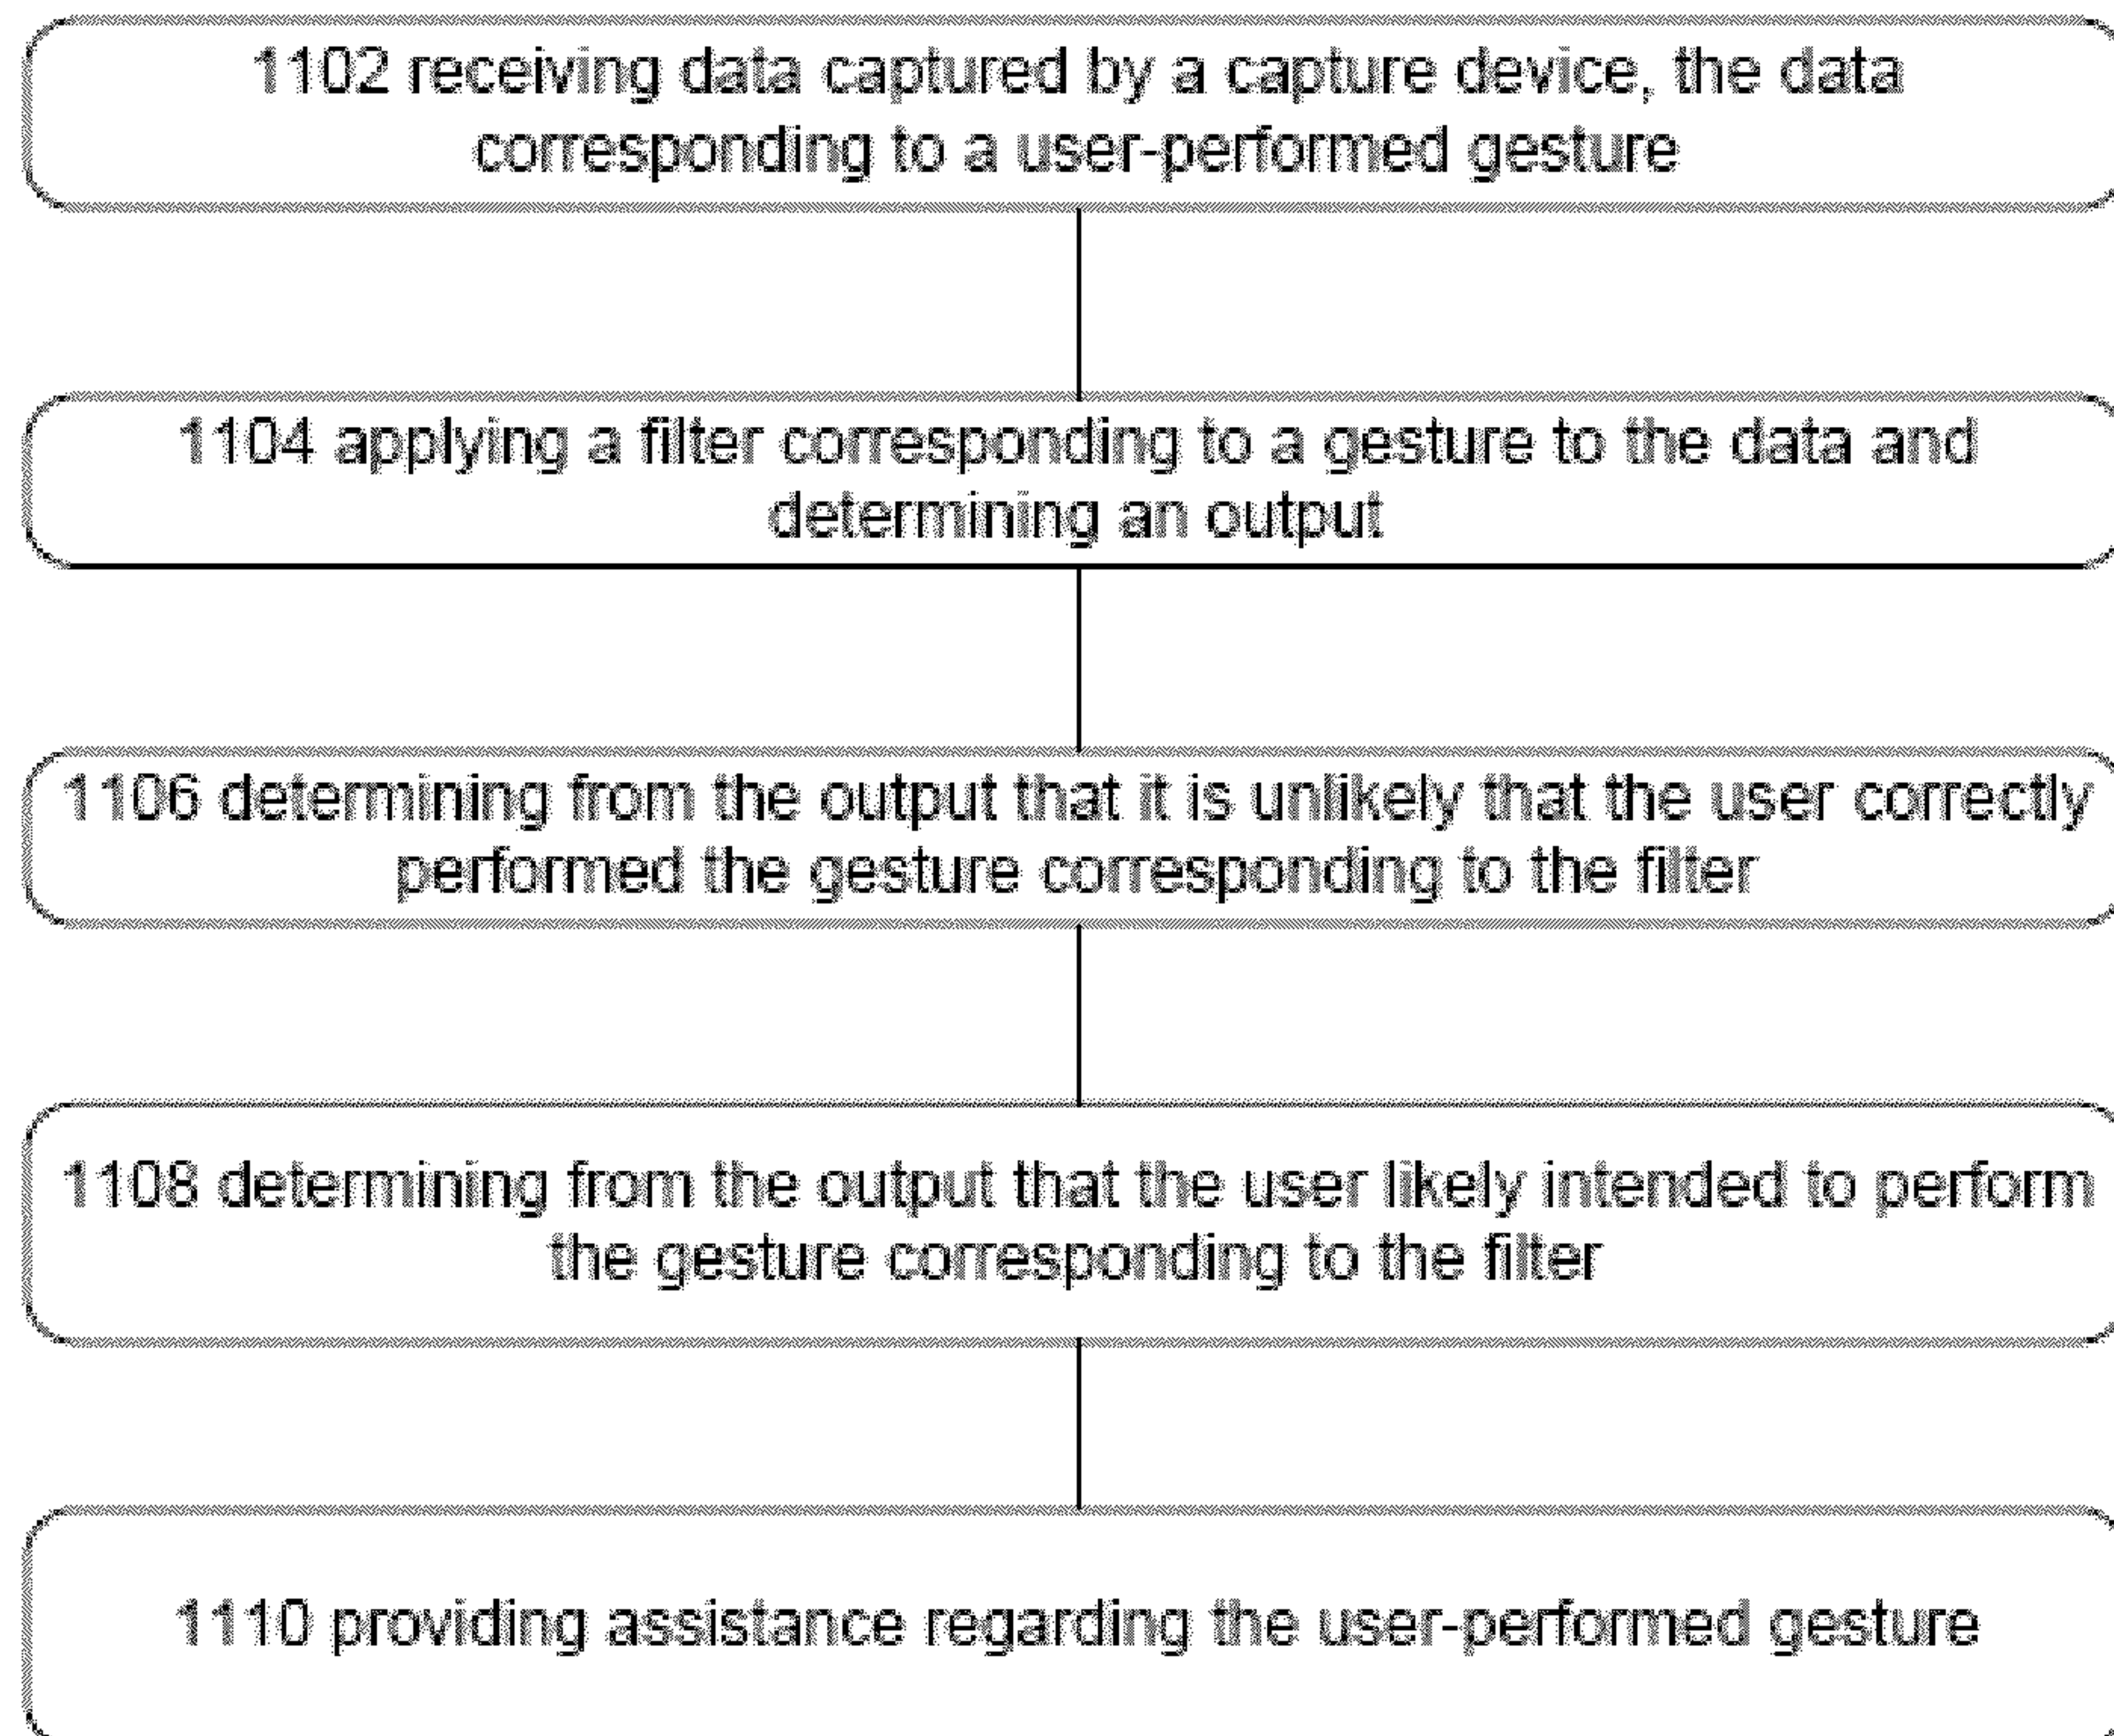 1102 receiving data captured by a capture device, the data
corresponding to a user-performed gesture
1104 applying a filter corresponding to a gesture to the data and
determining an output
1106 determining from the output that it is unlikely that the user correctly
performed the gesture corresponding to the filter
1108 determining from the output that the user likely intended to perform
the gesture corresponding to the filter
1110 providing assistance regarding the user-performed gesture